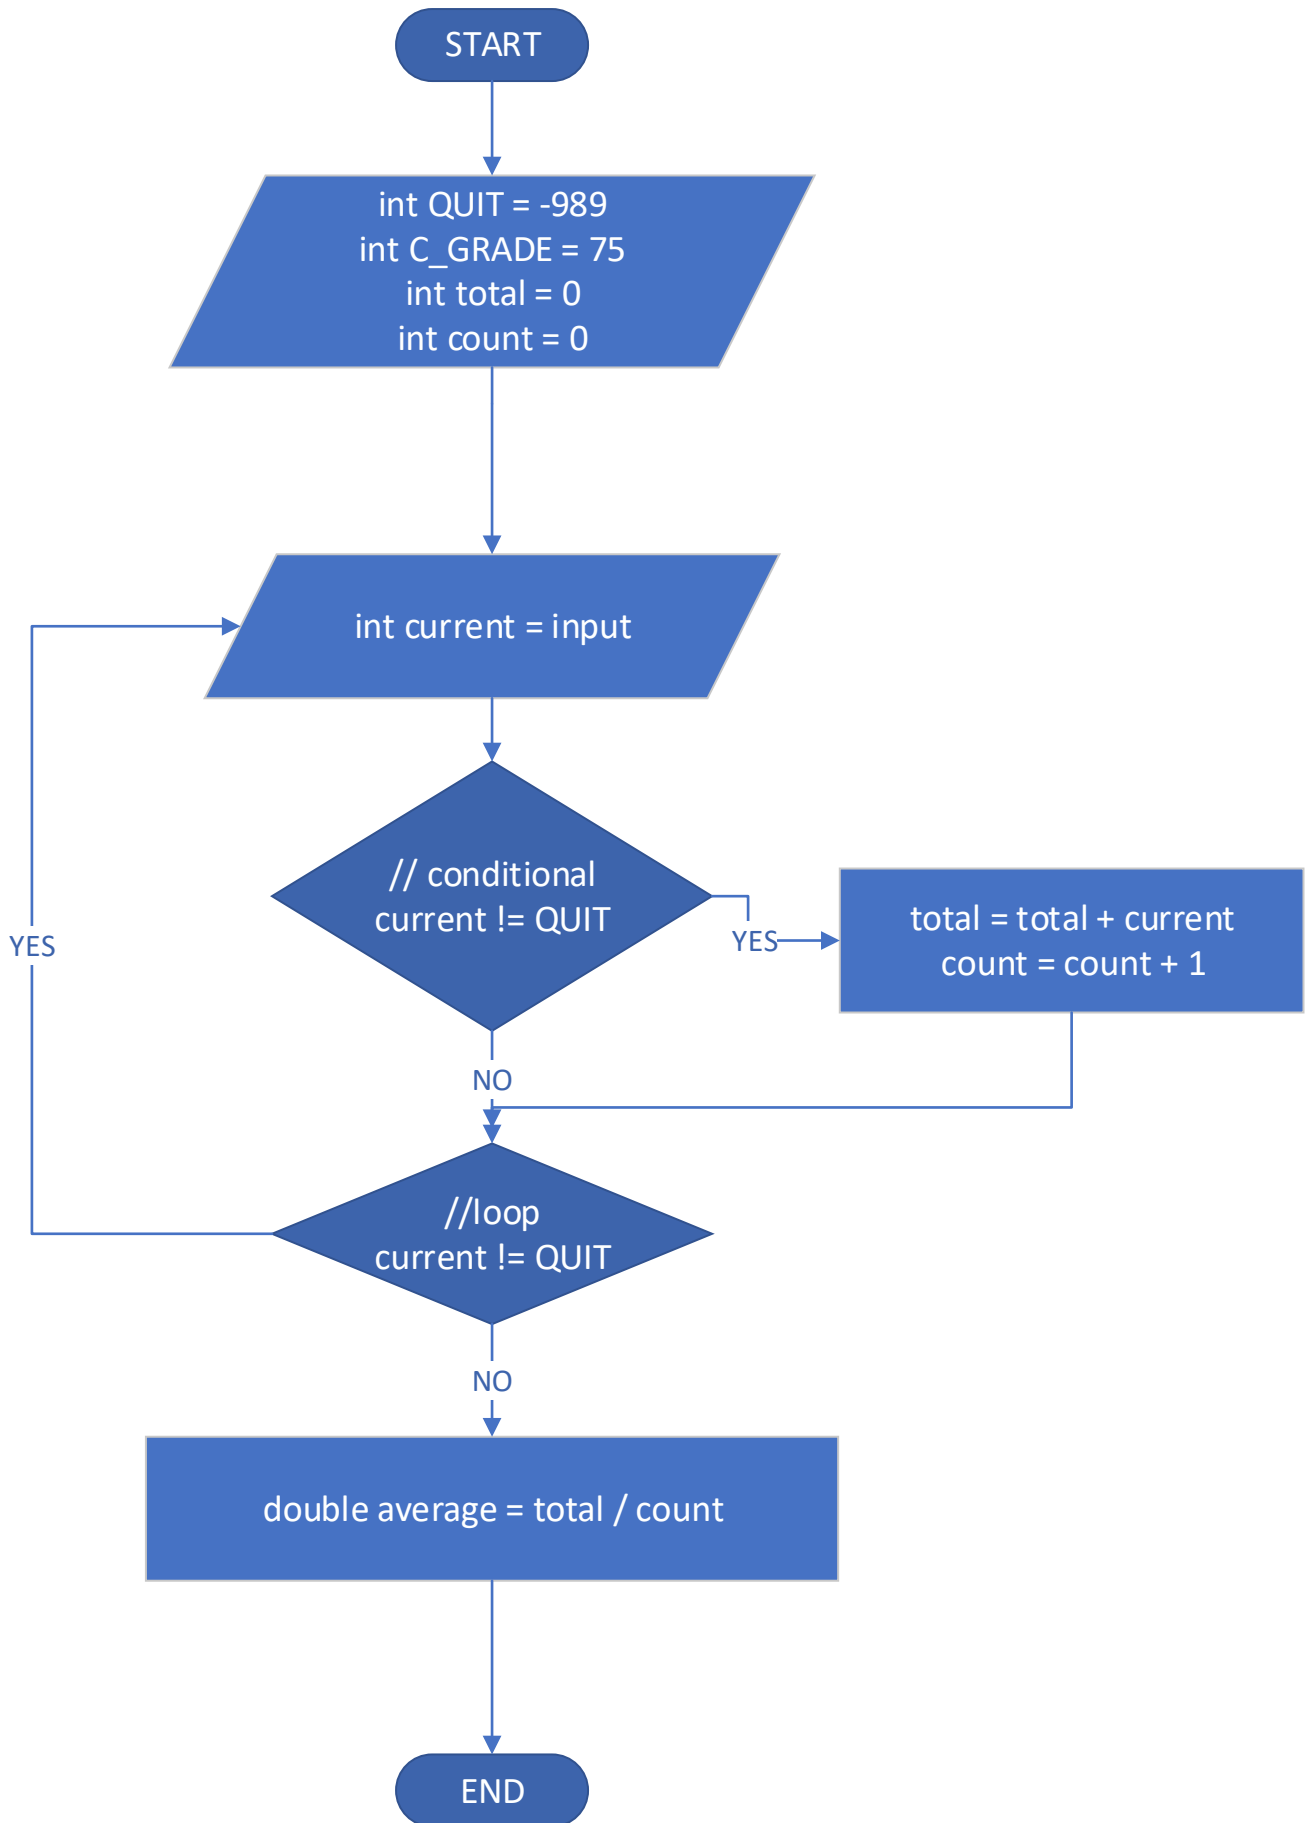 START
int QUIT = -989
int C_GRADE = 75
int total = 0
int count = 0
int current = input
// conditional
current != QUIT
YES
total = total + current
count = count + 1
YES
NO
//loop
current != QUIT
NO
double average = total / count
END